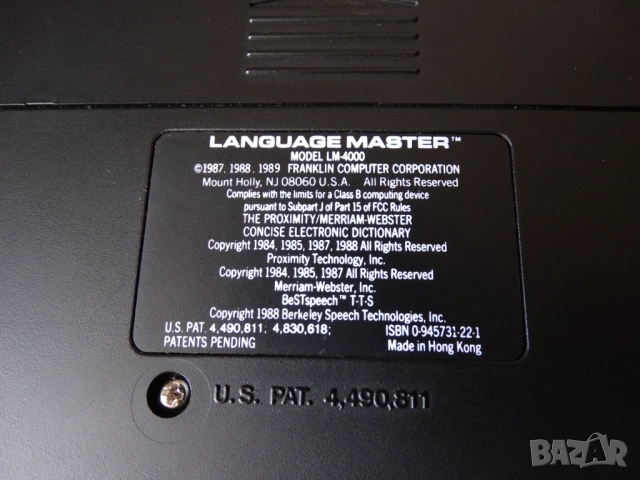 LANGUAGE MASTER™
MODEL LM-4000
©1987, 1988, 1989 FRANKLIN COMPUTER CORPORATION
Mount Holly, NJ 08060 U.S.A. All Rights Reserved
Complies with the limits for a Class B computing device
pursuant to Subpart J of Part 15 of FCC Rules
THE PROXIMITY/MERRIAM-WEBSTER
CONCISE ELECTRONIC DICTIONARY
Copyright 1984, 1985, 1987, 1988 All Rights Reserved
Proximity Technology, Inc.
Copyright 1984, 1985, 1987 All Rights Reserved
Merriam-Webster, Inc.
BeSTspeech™ T-T-S
Copyright 1988 Berkeley Speech Technologies, Inc.
U.S. PAT. 4,490,811; 4,830,618; ISBN 0-945731-22-1
PATENTS PENDING Made in Hong Kong
U.S. PAT. 4,490,811
BAZAR
bg